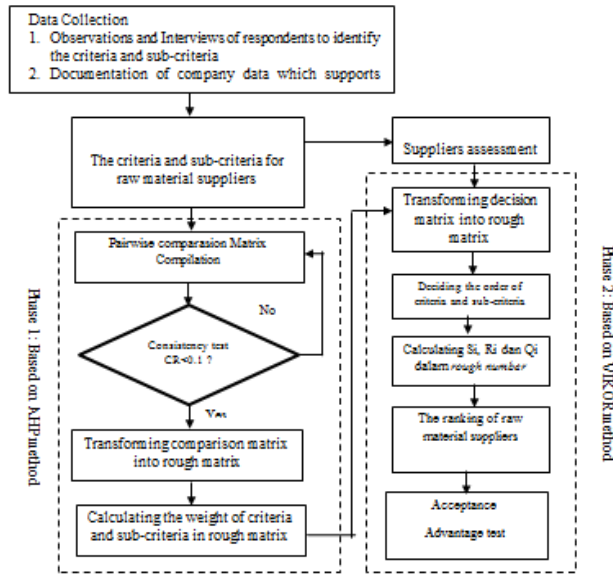 Data Collection
1. Observations and Interviews of respondents to identify
the criteria and sub-criteria
2. Documentation of company data which supports
The criteria and sub-criteria for
raw material suppliers
Suppliers assessment
Phase 1: Based on AHP method
Pairwise comparasion Matrix
Compilation
No
Consistency test
CR<0.1 ?
Yes
Transforming comparison matrix
into rough matrix
Calculating the weight of criteria
and sub-criteria in rough matrix
Phase 2: Based on VIKOR method
Transforming decision matrix
into rough
matrix
Deciding the order of
criteria and sub-criteria
Calculating Si, Ri dan Qi
dalam rough number
The ranking of raw
material suppliers
Acceptance
Advantage test